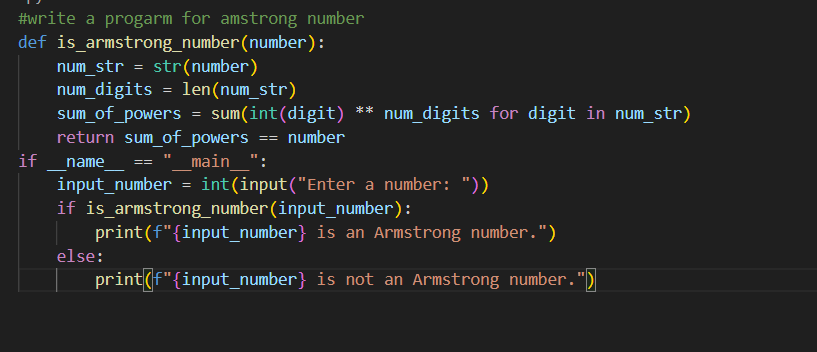 #write a progarm for amstrong number
def is_armstrong_number(number):
    num_str = str(number)
    num_digits = len(num_str)
    sum_of_powers = sum(int(digit) ** num_digits for digit in num_str)
    return sum_of_powers == number
if __name__ == "__main__":
    input_number = int(input("Enter a number: "))
    if is_armstrong_number(input_number):
        print(f"{input_number} is an Armstrong number.")
    else:
        print(f"{input_number} is not an Armstrong number.")